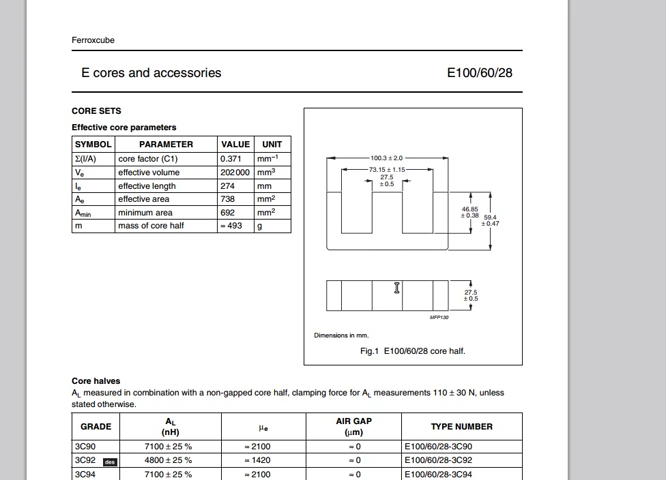 Ferroxcube
E cores and accessories E100/60/28
CORE SETS
Effective core parameters
SYMBOL PARAMETER VALUE UNIT
Σ(I/A) core factor (C1) 0.371 mm⁻¹
Ve effective volume 202000 mm³
le effective length 274 mm
Ae effective area 738 mm²
Amin minimum area 692 mm²
m mass of core half ≈ 493 g
100.3 ± 2.0
73.15 ± 1.15
27.5
± 0.5
46.85
± 0.38
59.4
± 0.47
27.5
± 0.5
MFP130
Dimensions in mm.
Fig.1 E100/60/28 core half.
Core halves
AL measured in combination with a non-gapped core half, clamping force for AL measurements 110 ± 30 N, unless
stated otherwise.
GRADE AL (nH) μe AIR GAP (μm) TYPE NUMBER
3C90 7100 ± 25 % ≈ 2100 ≈ 0 E100/60/28-3C90
3C92 des 4800 ± 25 % ≈ 1420 ≈ 0 E100/60/28-3C92
3C94 7100 ± 25 % ≈ 2100 ≈ 0 E100/60/28-3C94